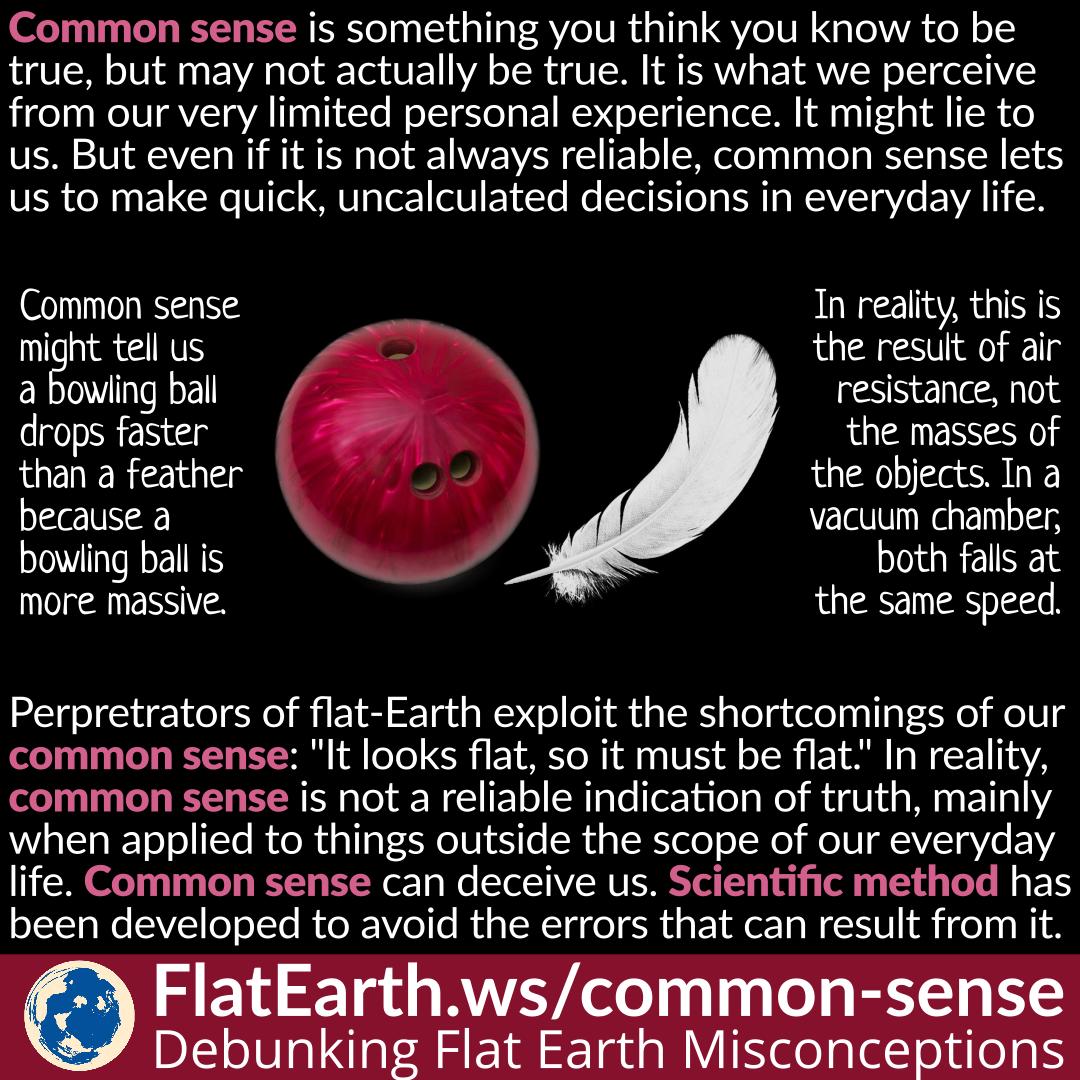 Common sense is something you think you know to be
true, but may not actually be true. It is what we perceive
from our very limited personal experience. It might lie to
us. But even if it is not always reliable, common sense lets
us to make quick, uncalculated decisions in everyday life.
Common sense
might tell us
a bowling ball
drops faster
than a feather
because a
bowling ball is
more massive.
In reality, this is
the result of air
resistance, not
the masses of
the objects. In a
vacuum chamber,
both falls at
the same speed.
Perpretrators of flat-Earth exploit the shortcomings of our
common sense: "It looks flat, so it must be flat." In reality,
common sense is not a reliable indication of truth, mainly
when applied to things outside the scope of our everyday
life. Common sense can deceive us. Scientific method has
been developed to avoid the errors that can result from it.
FlatEarth.ws/common-sense
Debunking Flat Earth Misconceptions